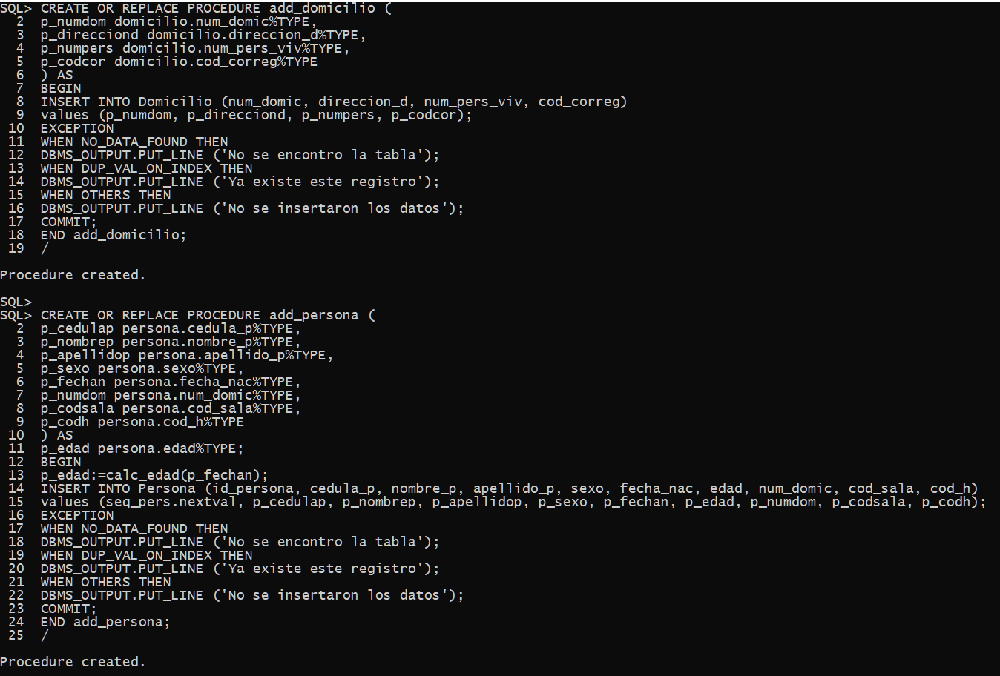 SQL> CREATE OR REPLACE PROCEDURE add_domicilio (
  2  p_numdom domicilio.num_domic%TYPE,
  3  p_direcciond domicilio.direccion_d%TYPE,
  4  p_numpers domicilio.num_pers_viv%TYPE,
  5  p_codcor domicilio.cod_correg%TYPE
  6  ) AS
  7  BEGIN
  8  INSERT INTO Domicilio (num_domic, direccion_d, num_pers_viv, cod_correg)
  9  values (p_numdom, p_direcciond, p_numpers, p_codcor);
 10  EXCEPTION
 11  WHEN NO_DATA_FOUND THEN
 12  DBMS_OUTPUT.PUT_LINE ('No se encontro la tabla');
 13  WHEN DUP_VAL_ON_INDEX THEN
 14  DBMS_OUTPUT.PUT_LINE ('Ya existe este registro');
 15  WHEN OTHERS THEN
 16  DBMS_OUTPUT.PUT_LINE ('No se insertaron los datos');
 17  COMMIT;
 18  END add_domicilio;
 19  /

Procedure created.

SQL>
SQL> CREATE OR REPLACE PROCEDURE add_persona (
  2  p_cedulap persona.cedula_p%TYPE,
  3  p_nombrep persona.nombre_p%TYPE,
  4  p_apellidop persona.apellido_p%TYPE,
  5  p_sexo persona.sexo%TYPE,
  6  p_fechan persona.fecha_nac%TYPE,
  7  p_numdom persona.num_domic%TYPE,
  8  p_codsala persona.cod_sala%TYPE,
  9  p_codh persona.cod_h%TYPE
 10  ) AS
 11  p_edad persona.edad%TYPE;
 12  BEGIN
 13  p_edad:=calc_edad(p_fechan);
 14  INSERT INTO Persona (id_persona, cedula_p, nombre_p, apellido_p, sexo, fecha_nac, edad, num_domic, cod_sala, cod_h)
 15  values (seq_pers.nextval, p_cedulap, p_nombrep, p_apellidop, p_sexo, p_fechan, p_edad, p_numdom, p_codsala, p_codh);
 16  EXCEPTION
 17  WHEN NO_DATA_FOUND THEN
 18  DBMS_OUTPUT.PUT_LINE ('No se encontro la tabla');
 19  WHEN DUP_VAL_ON_INDEX THEN
 20  DBMS_OUTPUT.PUT_LINE ('Ya existe este registro');
 21  WHEN OTHERS THEN
 22  DBMS_OUTPUT.PUT_LINE ('No se insertaron los datos');
 23  COMMIT;
 24  END add_persona;
 25  /

Procedure created.